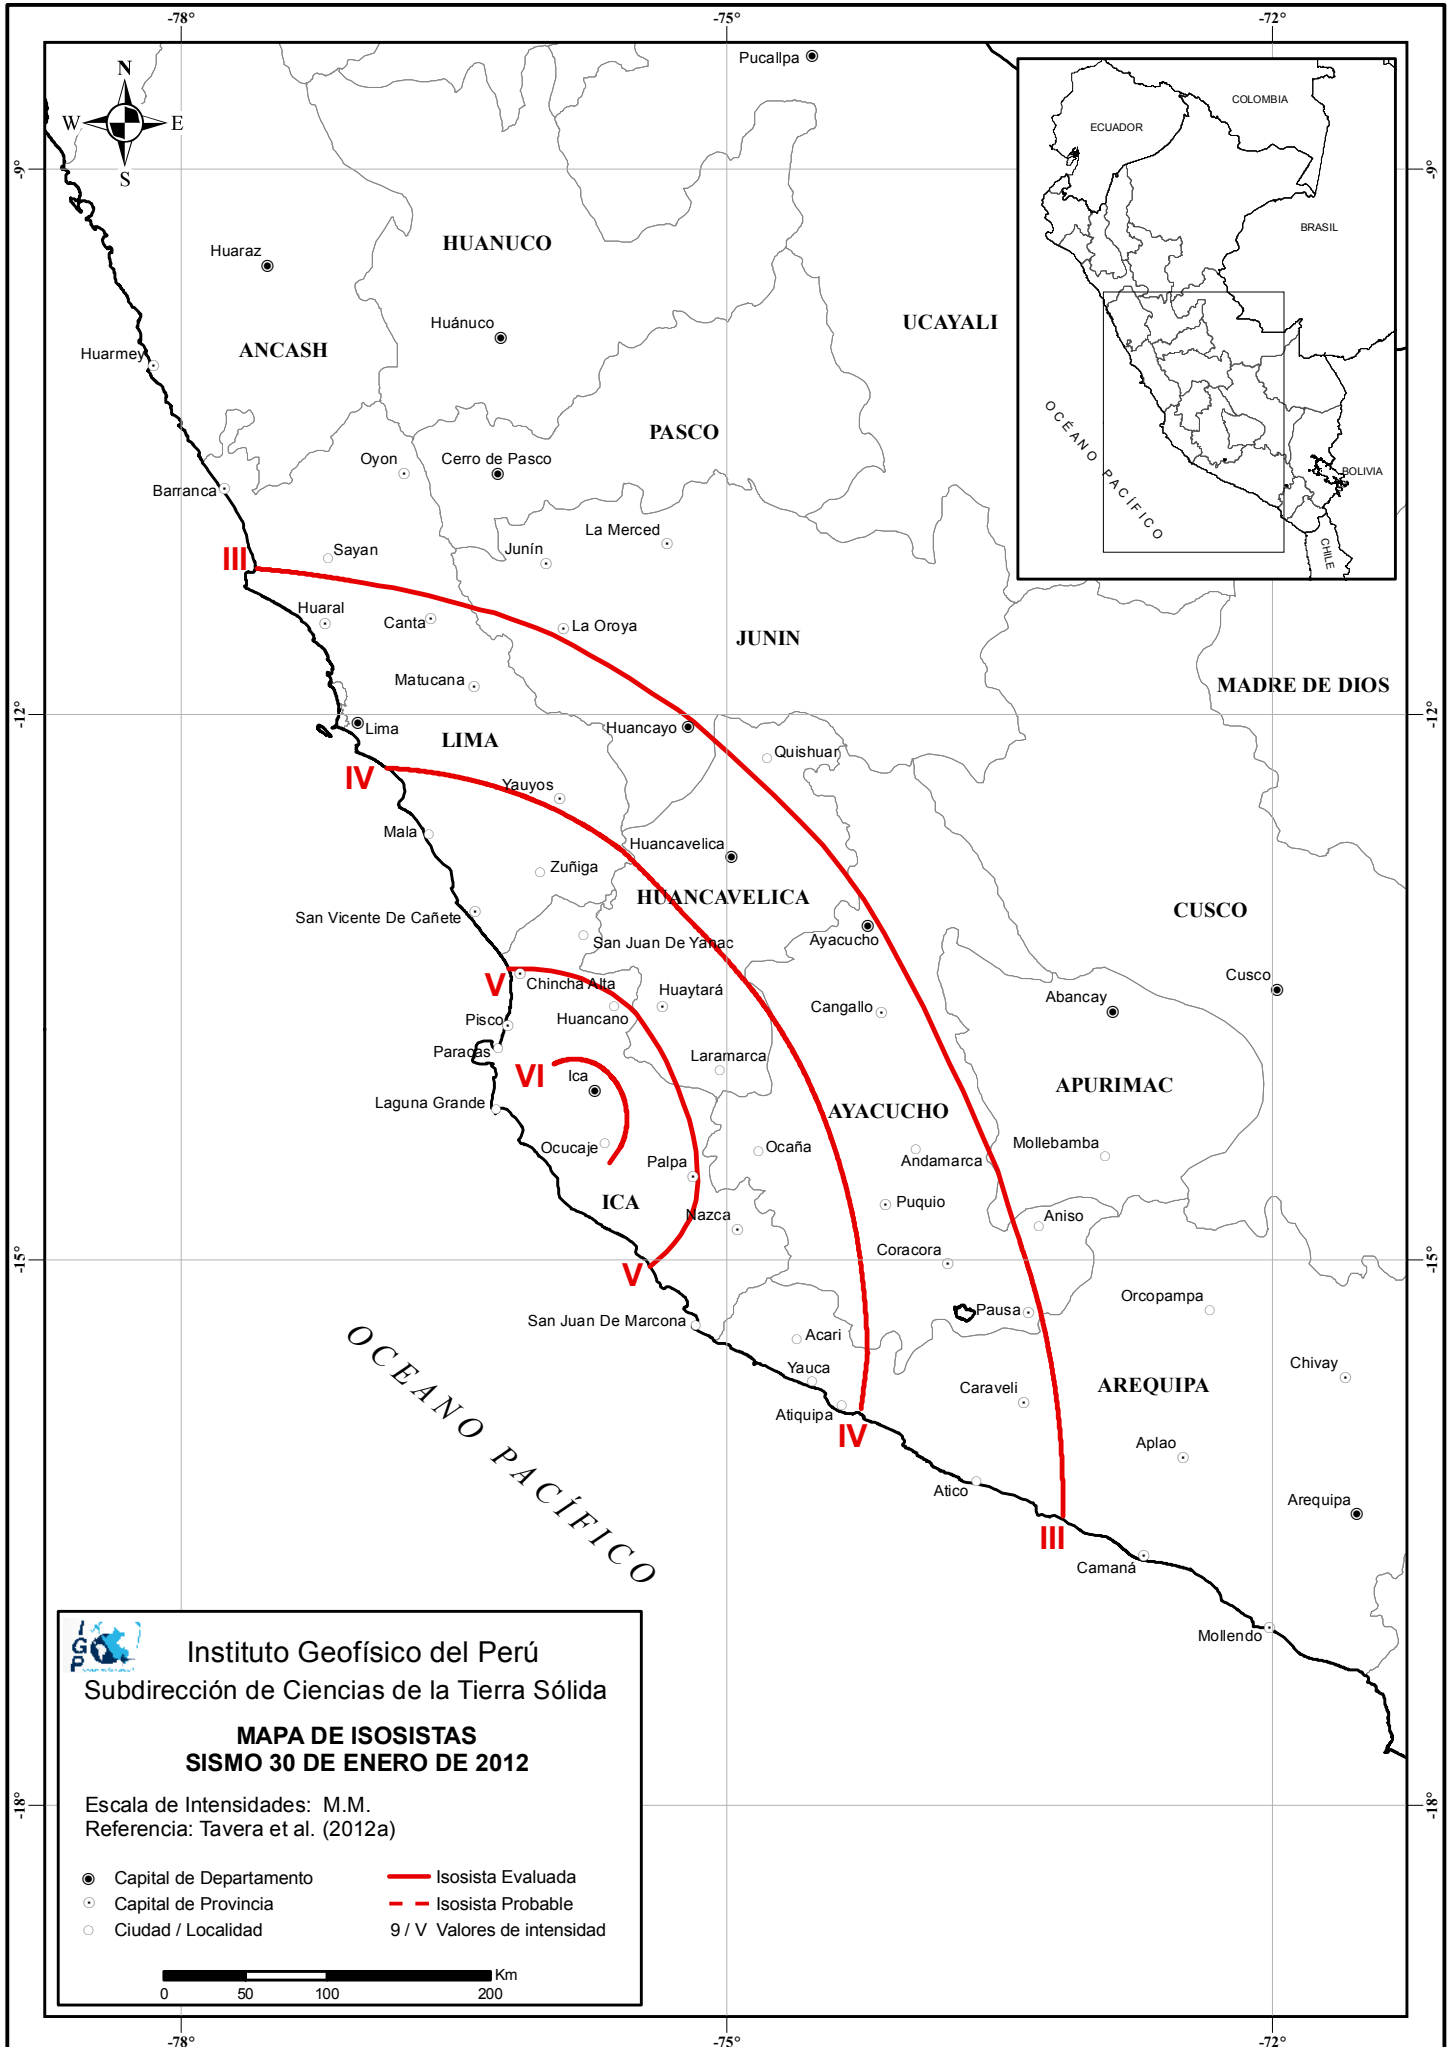 -78°
-75°
-72°
N
W
E
S
-9°
-9°
-12°
-12°
-15°
-15°
-18°
-18°
Pucallpa
COLOMBIA
ECUADOR
BRASIL
BOLIVIA
CHILE
OCÉANO PACÍFICO
Huaraz
HUANUCO
Huánuco
UCAYALI
ANCASH
Huarmey
PASCO
Oyon
Cerro de Pasco
Barranca
La Merced
Sayan
Junín
III
Huaral
Canta
La Oroya
JUNIN
Matucana
MADRE DE DIOS
Lima
LIMA
Huancayo
Quishuar
IV
Yauyos
Mala
Huancavelica
Zuñiga
HUANCAVELICA
CUSCO
San Vicente De Cañete
San Juan De Yanac
Ayacucho
Cusco
V
Chincha Alta
Huaytará
Abancay
Pisco
Huancano
Cangallo
Paracas
Laramarca
VI
Ica
APURIMAC
Laguna Grande
AYACUCHO
Ocucaje
Ocaña
Mollebamba
Palpa
Andamarca
ICA
Nazca
Puquio
Aniso
Coracora
V
Orcopampa
San Juan De Marcona
Pausa
Acari
Yauca
Chivay
Caraveli
AREQUIPA
Atiquipa
IV
Aplao
OCEANO PACÍFICO
Atico
Arequipa
III
Camaná
Mollendo
IGP
Instituto Geofísico del Perú
Subdirección de Ciencias de la Tierra Sólida
MAPA DE ISOSISTAS
SISMO 30 DE ENERO DE 2012
Escala de Intensidades: M.M.
Referencia: Tavera et al. (2012a)
Capital de Departamento
Isosista Evaluada
Capital de Provincia
Isosista Probable
Ciudad / Localidad
9 / V Valores de intensidad
Km
0 50 100 200
-78°
-75°
-72°